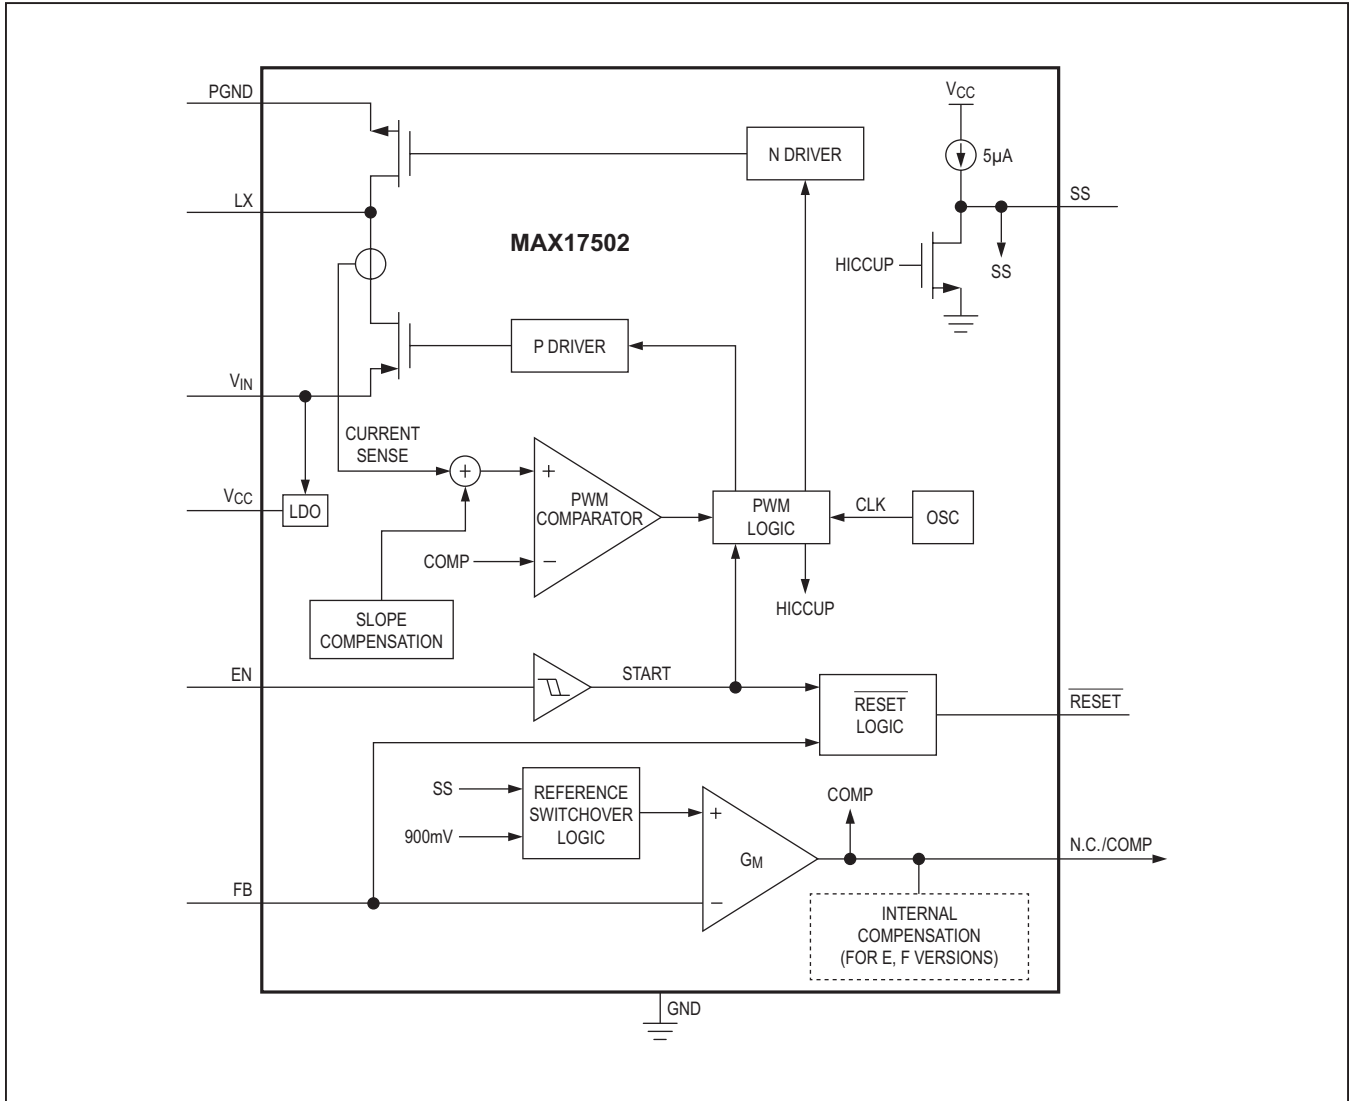 PGND
VCC
N DRIVER
5µA
LX
SS
MAX17502
HICCUP
SS
P DRIVER
VIN
CURRENT
SENSE
+
+
VCC
LDO
PWM
COMPARATOR
PWM
LOGIC
CLK
OSC
COMP
−
HICCUP
SLOPE
COMPENSATION
EN
START
RESET
LOGIC
RESET
SS
REFERENCE
SWITCHOVER
LOGIC
900mV
+
COMP
GM
N.C./COMP
FB
−
INTERNAL
COMPENSATION
(FOR E, F VERSIONS)
GND